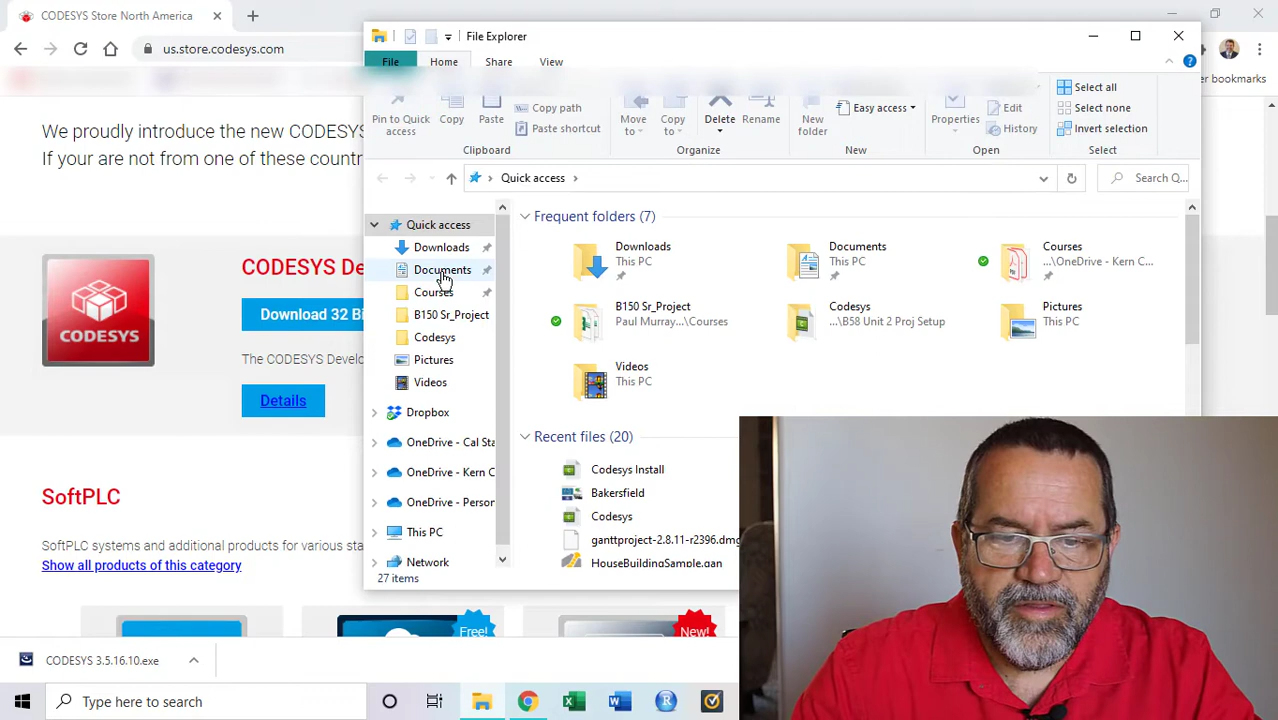 CODESYS Store North America
us.store.codesys.com
er bookmarks
We proudly introduce the new CODESYS
If your are not from one of these countr
CODESYS
CODESYS De
Download 32 Bi
The CODESYS Develo
Details
SoftPLC
SoftPLC systems and additional products for various sta
Show all products of this category
Free!
New!
File Explorer
File
Home
Share
View
Pin to Quick
access
Copy
Paste
Copy path
Paste shortcut
Clipboard
Move
to
Copy
to
Delete
Rename
Organize
New
folder
Easy access
New
Properties
Edit
History
Open
Select all
Select none
Invert selection
Select
Quick access
Search Q...
Quick access
Downloads
Documents
Courses
B150 Sr_Project
Codesys
Pictures
Videos
Dropbox
OneDrive - Cal Sta
OneDrive - Kern C
OneDrive - Person
This PC
Network
27 items
Frequent folders (7)
Downloads
This PC
Documents
This PC
Courses
...\OneDrive - Kern C...
B150 Sr_Project
Paul Murray...\Courses
Codesys
...\B58 Unit 2 Proj Setup
Pictures
This PC
Videos
This PC
Recent files (20)
Codesys Install
Bakersfield
Codesys
ganttproject-2.8.11-r2396.dmg
HouseBuildingSample.gan
CODESYS 3.5.16.10.exe
Type here to search